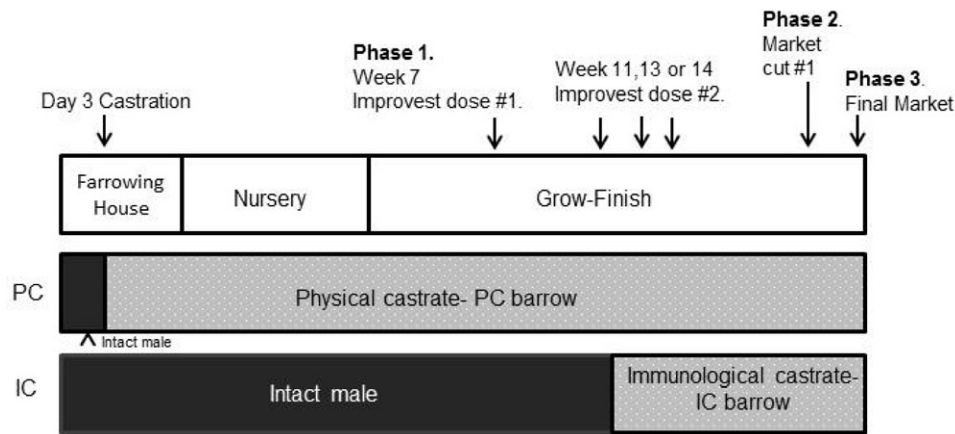 Phase 1.
Week 7
Improvest dose #1.
Week 11,13 or 14
Improvest dose #2.
Phase 2.
Market
cut #1
Phase 3.
Final Market
Day 3 Castration
Farrowing
House
Nursery
Grow-Finish
PC
Physical castrate- PC barrow
Intact male
IC
Intact male
Immunological castrate-
IC barrow